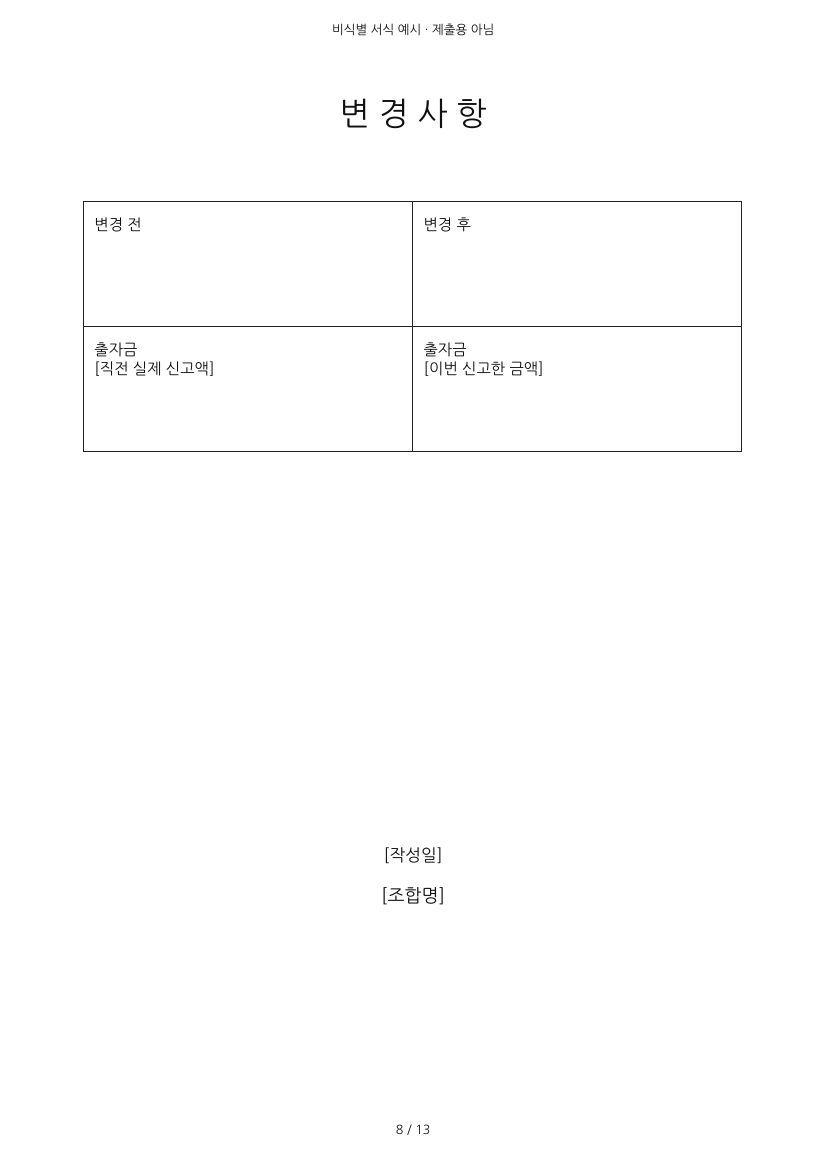 비식별 서식 예시 · 제출용 아님
변 경 사 항
변경 전
변경 후
출자금
[직전 실제 신고액]
출자금
[이번 신고한 금액]
[작성일]
[조합명]
8 / 13